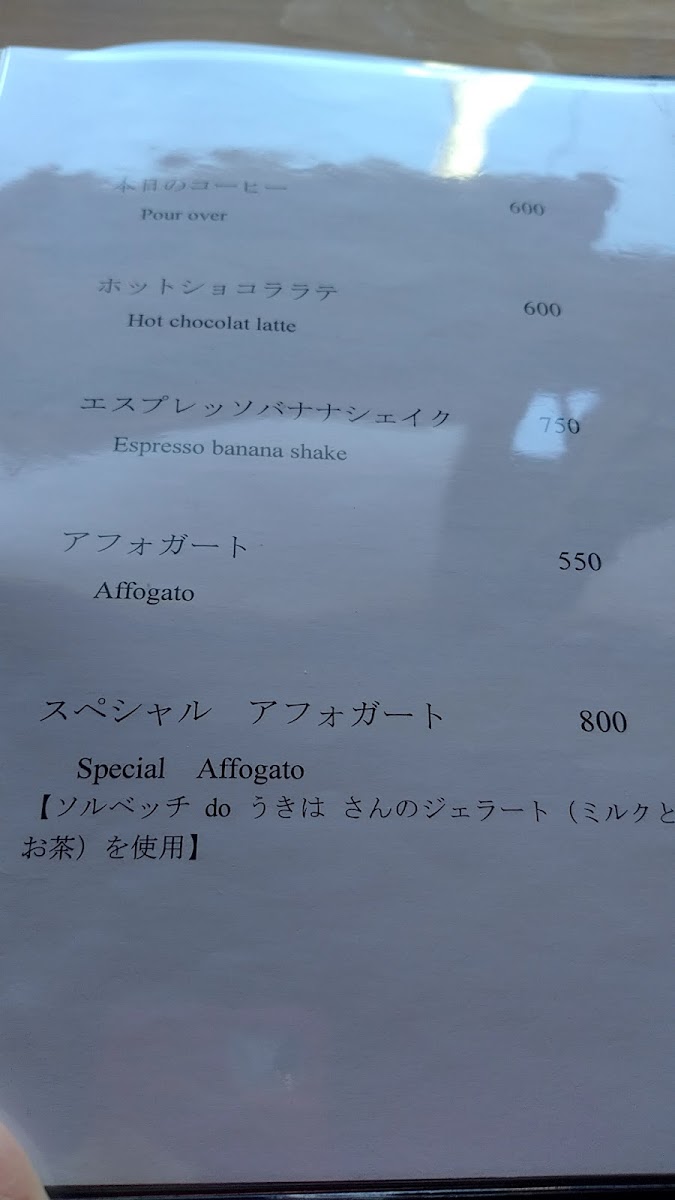 本日のコーヒー 600
Pour over
ホットショコララテ 600
Hot chocolat latte
エスプレッソバナナシェイク 750
Espresso banana shake
アフォガート 550
Affogato
スペシャル アフォガート 800
Special Affogato
【ソルベッチ do うきは さんのジェラート（ミルクと
お茶）を使用】